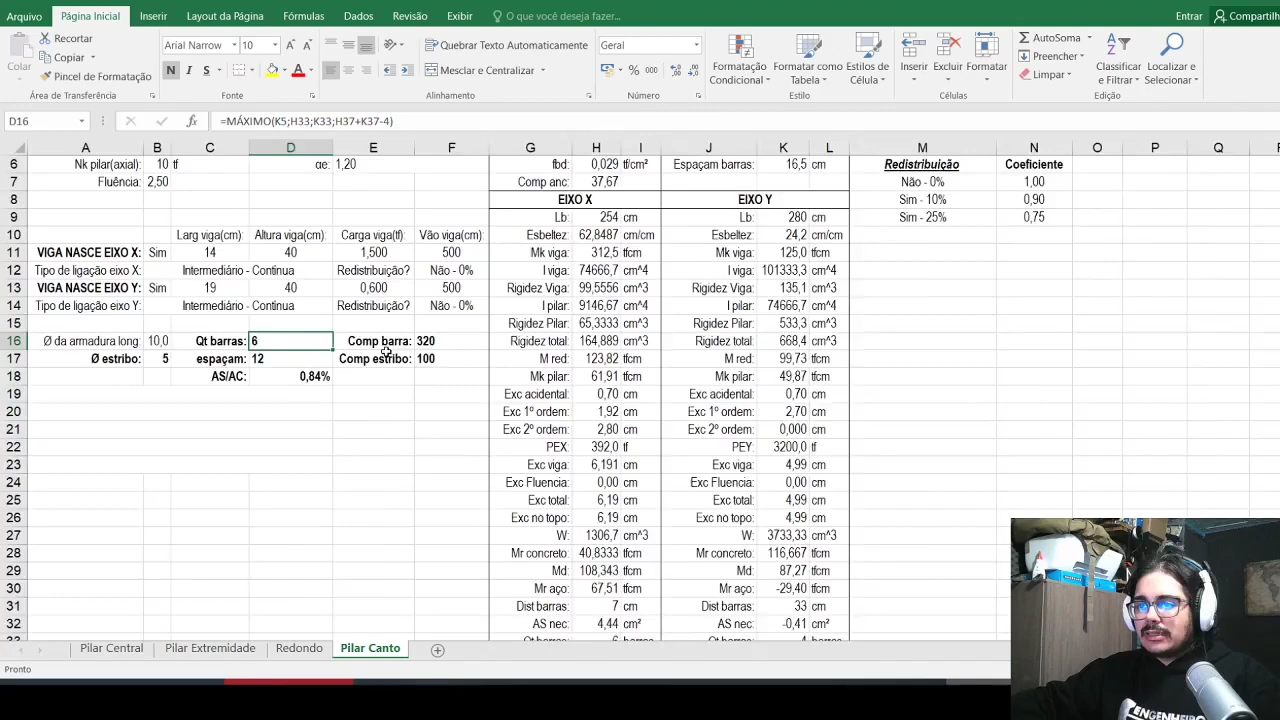 Arquivo Página Inicial Inserir Layout da Página Fórmulas Dados Revisão Exibir O que você deseja fazer... Entrar Compartilh
Recortar Arial Narrow 10 Quebrar Texto Automaticamente Geral AutoSoma
Copiar Preencher
Colar Pincel de Formatação N I S Mesclar e Centralizar % 000 Formatação Condicional Formatar como Tabela Estilos de Célula Inserir Excluir Formatar Limpar Classificar e Filtrar Localizar e Selecionar
Área de Transferência Fonte Alinhamento Número Estilo Células Edição
D16 fx =MÁXIMO(K5;H33;K33;H37+K37-4)
A B C D E F G H I J K L M N O P Q R
6 Nk pilar(axial): 10 tf αe: 1,20 fbd: 0,029 tf/cm² Espaçam barras: 16,5 cm Redistribuição Coeficiente
7 Fluência: 2,50 Comp anc: 37,67 Não - 0% 1,00
8 EIXO X EIXO Y Sim - 10% 0,90
9 Lb: 254 cm Lb: 280 cm Sim - 25% 0,75
10 Larg viga(cm): Altura viga(cm): Carga viga(tf): Vão viga(cm): Esbeltez: 62,8487 cm/cm Esbeltez: 24,2 cm/cm
11 VIGA NASCE EIXO X: Sim 14 40 1,500 500 Mk viga: 312,5 tfcm Mk viga: 125,0 tfcm
12 Tipo de ligação eixo X: Intermediário - Contínua Redistribuição? Não - 0% I viga: 74666,7 cm^4 I viga: 101333,3 cm^4
13 VIGA NASCE EIXO Y: Sim 19 40 0,600 500 Rigidez Viga: 99,5556 cm^3 Rigidez Viga: 135,1 cm^3
14 Tipo de ligação eixo Y: Intermediário - Contínua Redistribuição? Não - 0% I pilar: 9146,67 cm^4 I pilar: 74666,7 cm^4
15 Rigidez Pilar: 65,3333 cm^3 Rigidez Pilar: 533,3 cm^3
16 Ø da armadura long: 10,0 Qt barras: 6 Comp barra: 320 Rigidez total: 164,889 cm^3 Rigidez total: 668,4 cm^3
17 Ø estribo: 5 espaçam: 12 Comp estribo: 100 M red: 123,82 tfcm M red: 99,73 tfcm
18 AS/AC: 0,84% Mk pilar: 61,91 tfcm Mk pilar: 49,87 tfcm
19 Exc acidental: 0,70 cm Exc acidental: 0,70 cm
20 Exc 1º ordem: 1,92 cm Exc 1º ordem: 2,70 cm
21 Exc 2º ordem: 2,80 cm Exc 2º ordem: 0,000 cm
22 PEX: 392,0 tf PEY: 3200,0 tf
23 Exc viga: 6,191 cm Exc viga: 4,99 cm
24 Exc Fluencia: 0,00 cm Exc Fluencia: 0,00 cm
25 Exc total: 6,19 cm Exc total: 4,99 cm
26 Exc no topo: 6,19 cm Exc no topo: 4,99 cm
27 W: 1306,7 cm^3 W: 3733,33 cm^3
28 Mr concreto: 40,8333 tfcm Mr concreto: 116,667 tfcm
29 Md: 108,343 tfcm Md: 87,27 tfcm
30 Mr aço: 67,51 tfcm Mr aço: -29,40 tfcm
31 Dist barras: 7 cm Dist barras: 33 cm
32 AS nec: 4,44 cm² AS nec: -0,41 cm²
Pilar Central Pilar Extremidade Redondo Pilar Canto
Pronto
ENGENHEIRO